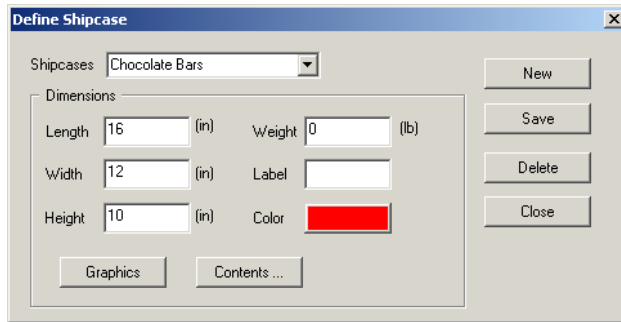 Define Shipcase
Shipcases Chocolate Bars
New
Dimensions
Length 16 (in) Weight 0 (lb)
Save
Width 12 (in) Label
Delete
Height 10 (in) Color
Close
Graphics Contents ...